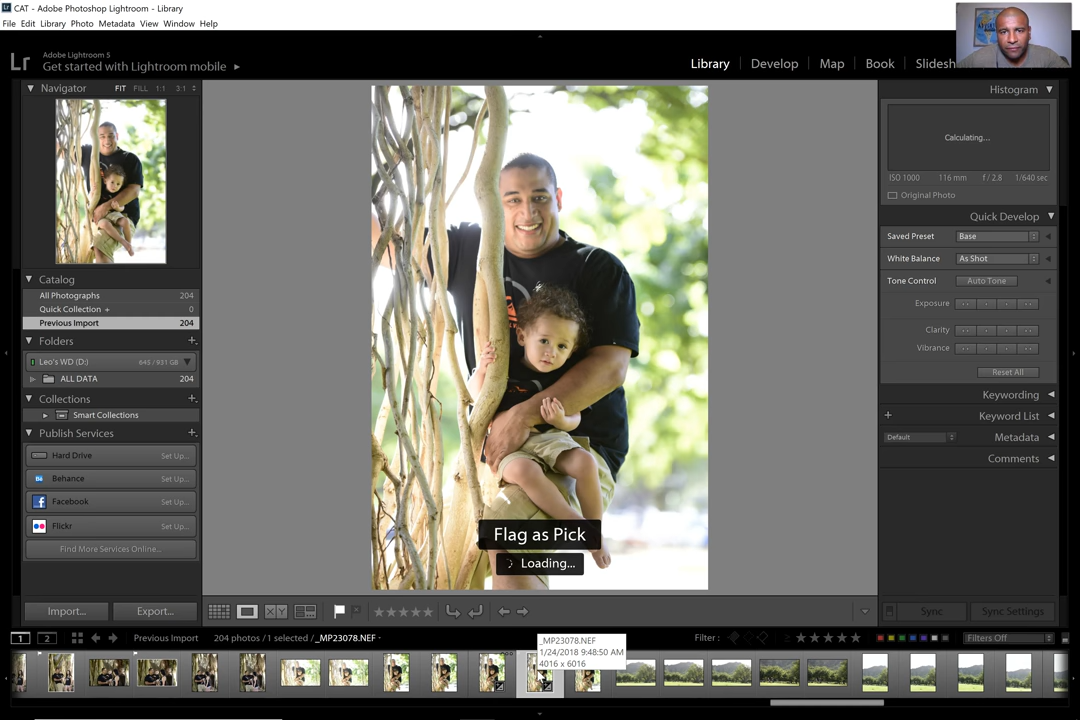 Lr CAT - Adobe Photoshop Lightroom - Library
File Edit Library Photo Metadata View Window Help
Lr
Adobe Lightroom 5
Get started with Lightroom mobile
Library | Develop | Map | Book | Slidesh
Navigator FIT FILL 1:1 3:1
Histogram
Calculating...
ISO 1000 116 mm f / 2.8 1/640 sec
Original Photo
Quick Develop
Saved Preset Base
White Balance As Shot
Tone Control Auto Tone
Exposure
Clarity
Vibrance
Reset All
Keywording
+ Keyword List
Default Metadata
Comments
Catalog
All Photographs 204
Quick Collection + 0
Previous Import 204
Folders +
Leo's WD (D:) 645 / 931 GB
ALL DATA 204
Collections +
Smart Collections
Publish Services +
Hard Drive Set Up...
Bē Behance Set Up...
f Facebook Set Up...
Flickr Set Up...
Find More Services Online...
Flag as Pick
Loading...
Import... Export...
XY
Sync Sync Settings
1 2 Previous Import 204 photos / 1 selected / _MP23078.NEF
Filter : Filters Off
_MP23078.NEF
1/24/2018 9:48:50 AM
4016 x 6016